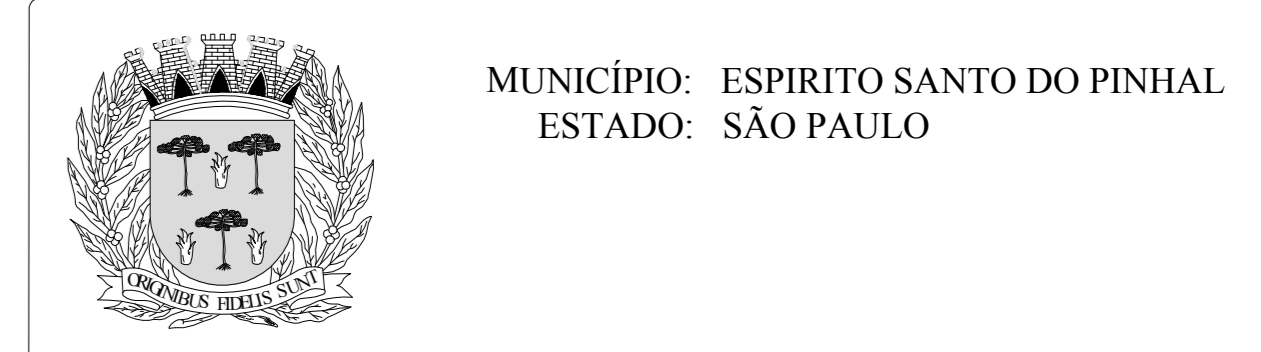 MUNICÍPIO: ESPIRITO SANTO DO PINHAL
ESTADO: SÃO PAULO
ORIGINIBUS FIDELIS SUNT